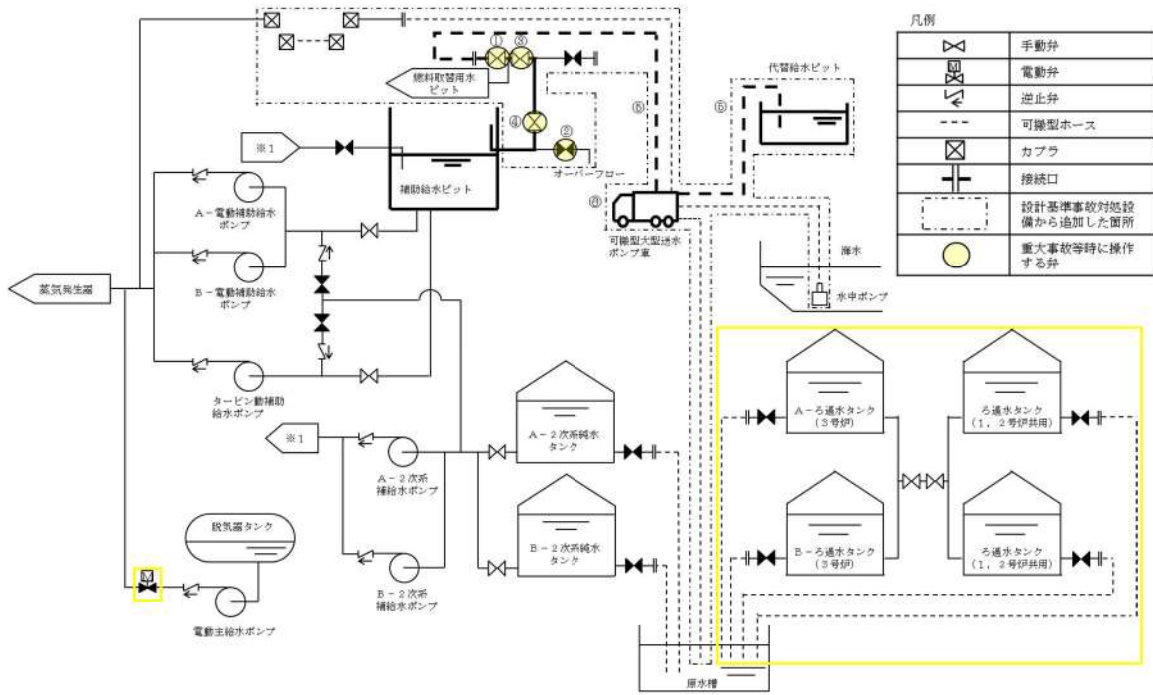 凡例
手動弁
M
電動弁
逆止弁
可搬型ホース
カプラ
接続口
設計基準事故対処設
備から追加した箇所
重大事故等時に操作
する弁
①
③
燃料取替用水
ピット
④
②
オーバーフロー
⑤
代替給水ピット
⑤
※1
補助給水ピット
可搬型大型送水
ポンプ車
海水
水中ポンプ
A-電動補助給水
ポンプ
B-電動補助給水
ポンプ
蒸気発生器
タービン動補助
給水ポンプ
※1
A-2次系
補給水ポンプ
B-2次系
補給水ポンプ
A-2次系純水
タンク
B-2次系純水
タンク
A-ろ過水タンク
(3号炉)
ろ過水タンク
(1,2号炉共用)
B-ろ過水タンク
(3号炉)
ろ過水タンク
(1,2号炉共用)
脱気器タンク
M
電動主給水ポンプ
原水槽